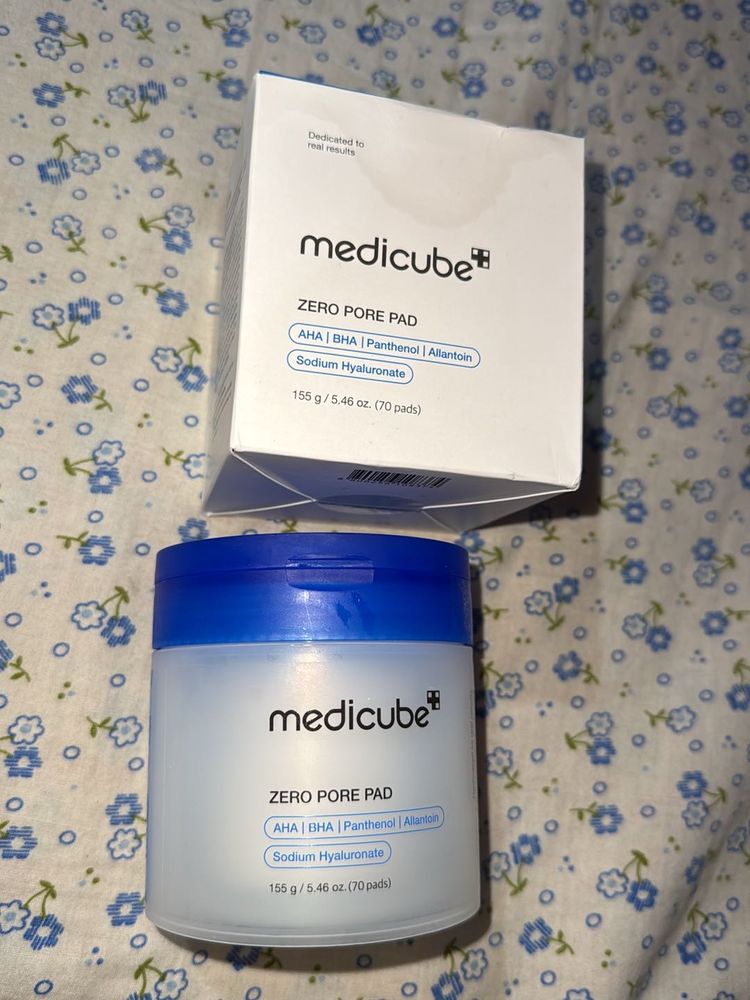 Dedicated to
real results
medicube
ZERO PORE PAD
AHA | BHA | Panthenol | Allantoin
Sodium Hyaluronate
155 g / 5.46 oz. (70 pads)
medicube
ZERO PORE PAD
AHA | BHA | Panthenol | Allantoin
Sodium Hyaluronate
155 g / 5.46 oz. (70 pads)